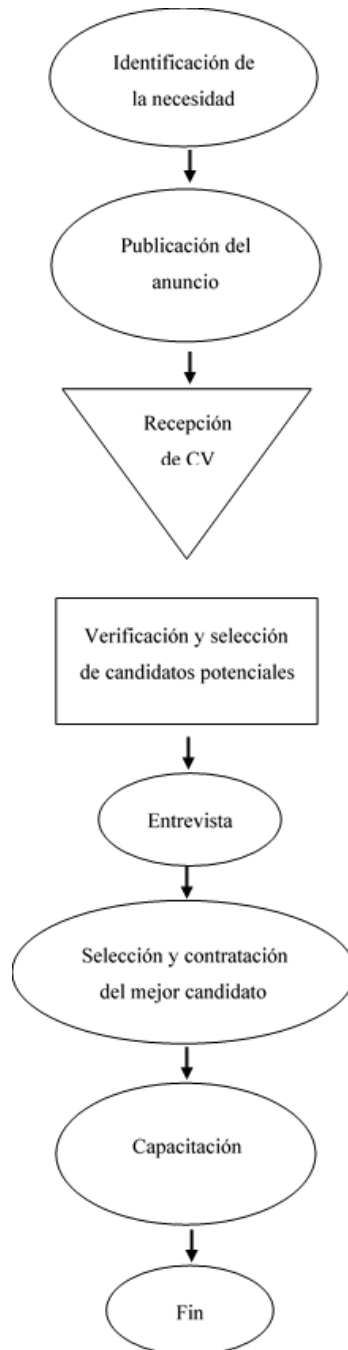 Identificación de
la necesidad
Publicación del
anuncio
Recepción
de CV
Verificación y selección
de candidatos potenciales
Entrevista
Selección y contratación
del mejor candidato
Capacitación
Fin